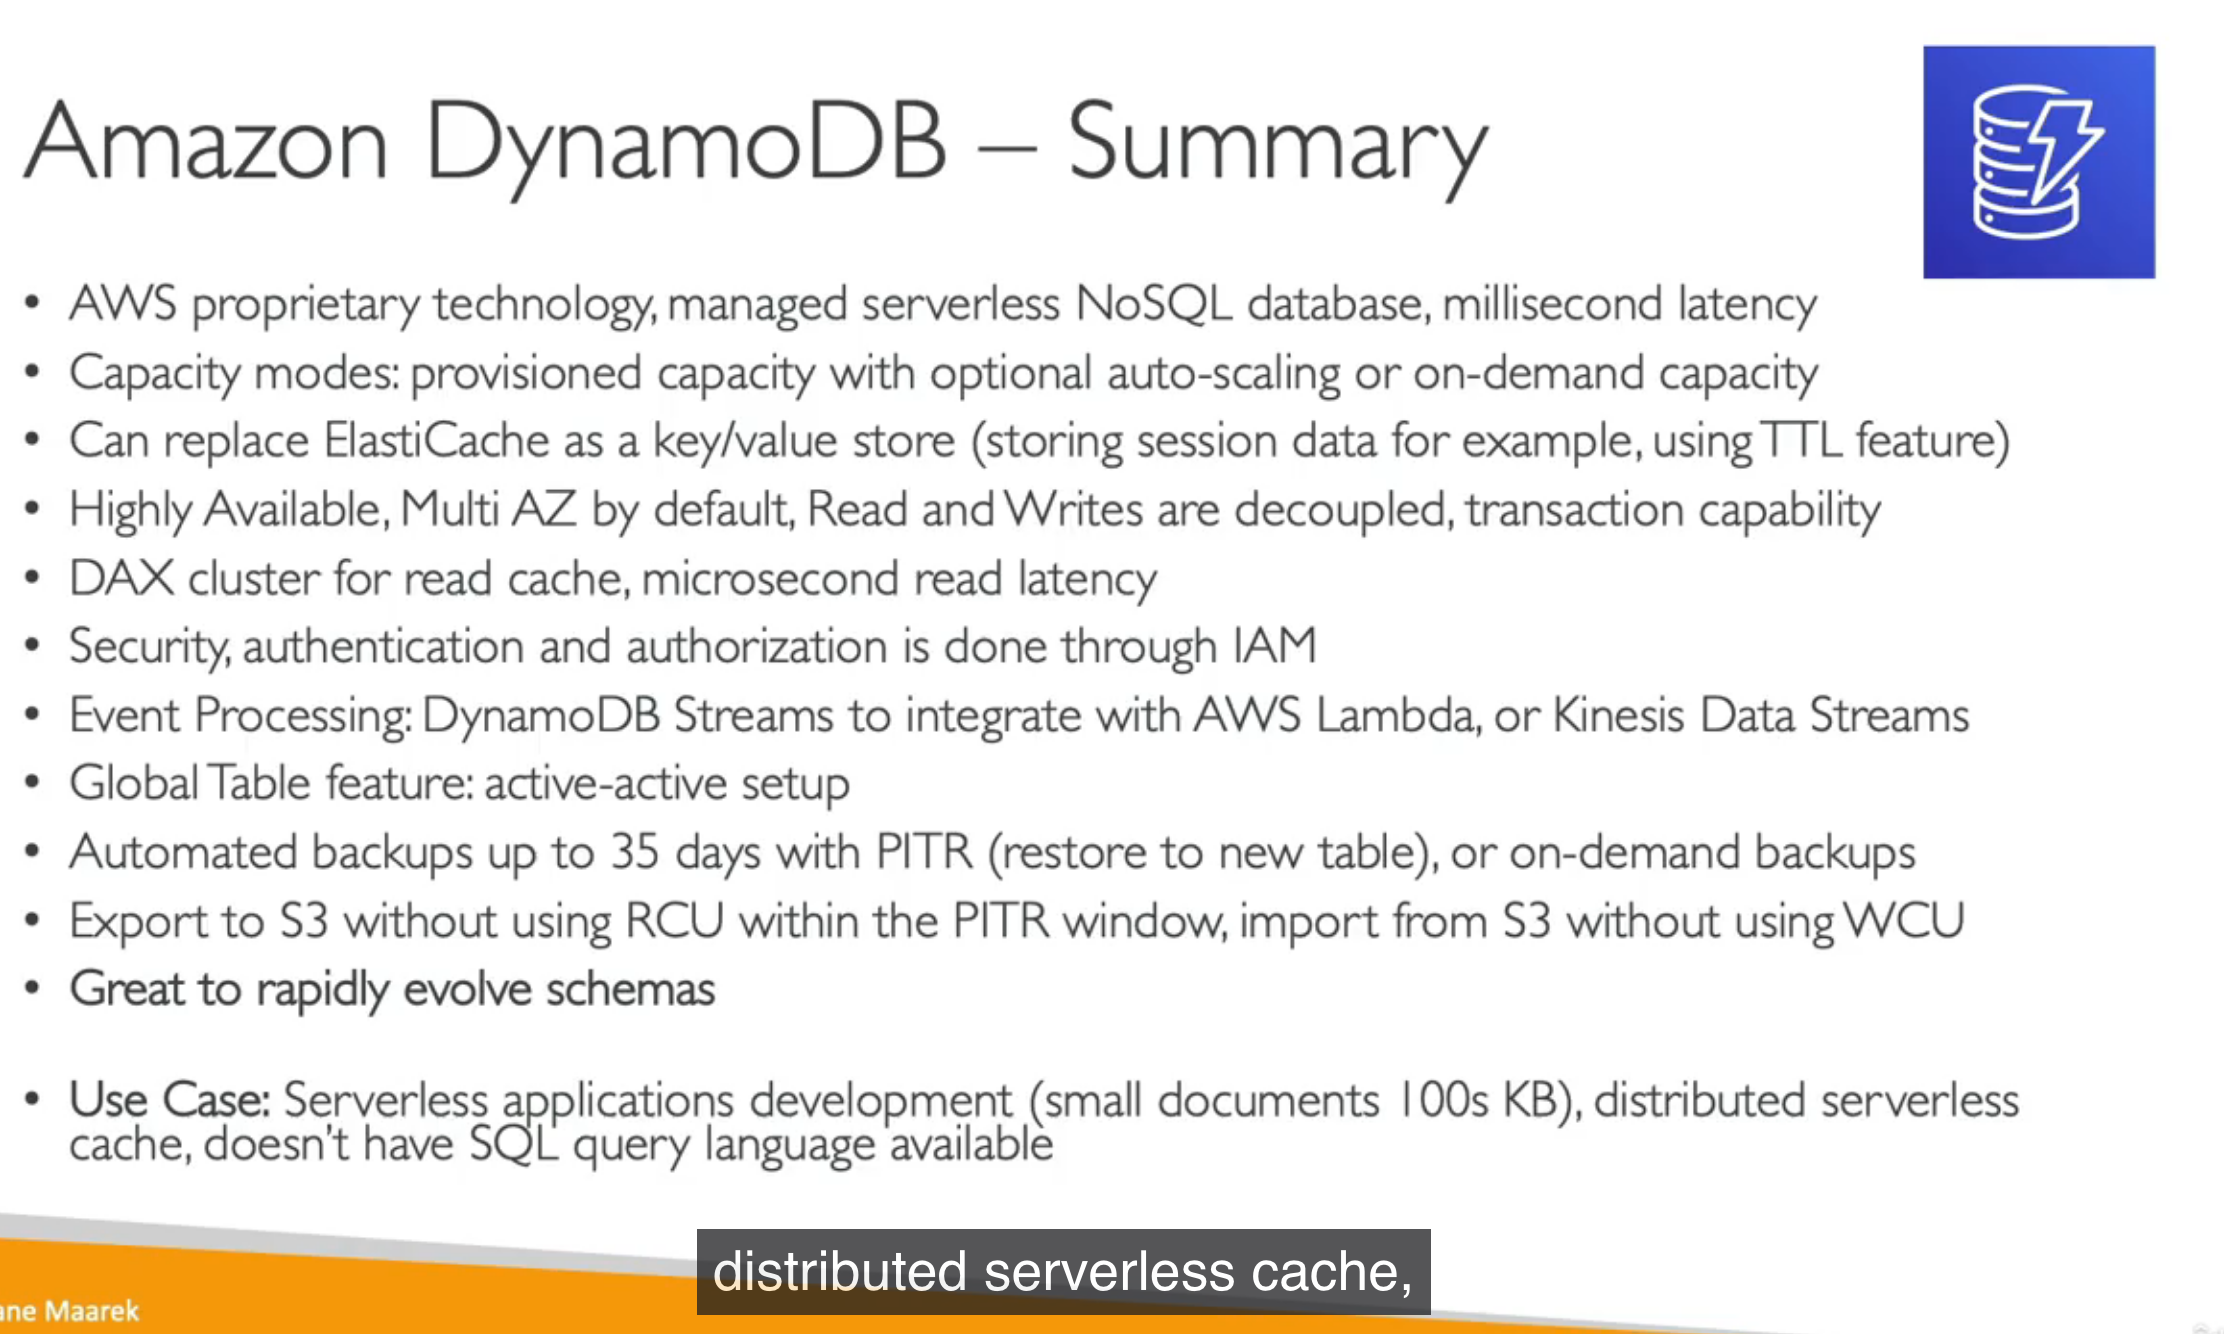 Amazon DynamoDB – Summary
• AWS proprietary technology, managed serverless NoSQL database, millisecond latency
• Capacity modes: provisioned capacity with optional auto-scaling or on-demand capacity
• Can replace ElastiCache as a key/value store (storing session data for example, using TTL feature)
• Highly Available, Multi AZ by default, Read and Writes are decoupled, transaction capability
• DAX cluster for read cache, microsecond read latency
• Security, authentication and authorization is done through IAM
• Event Processing: DynamoDB Streams to integrate with AWS Lambda, or Kinesis Data Streams
• Global Table feature: active-active setup
• Automated backups up to 35 days with PITR (restore to new table), or on-demand backups
• Export to S3 without using RCU within the PITR window, import from S3 without using WCU
• Great to rapidly evolve schemas
• Use Case: Serverless applications development (small documents 100s KB), distributed serverless
cache, doesn't have SQL query language available
distributed serverless cache,
ane Maarek